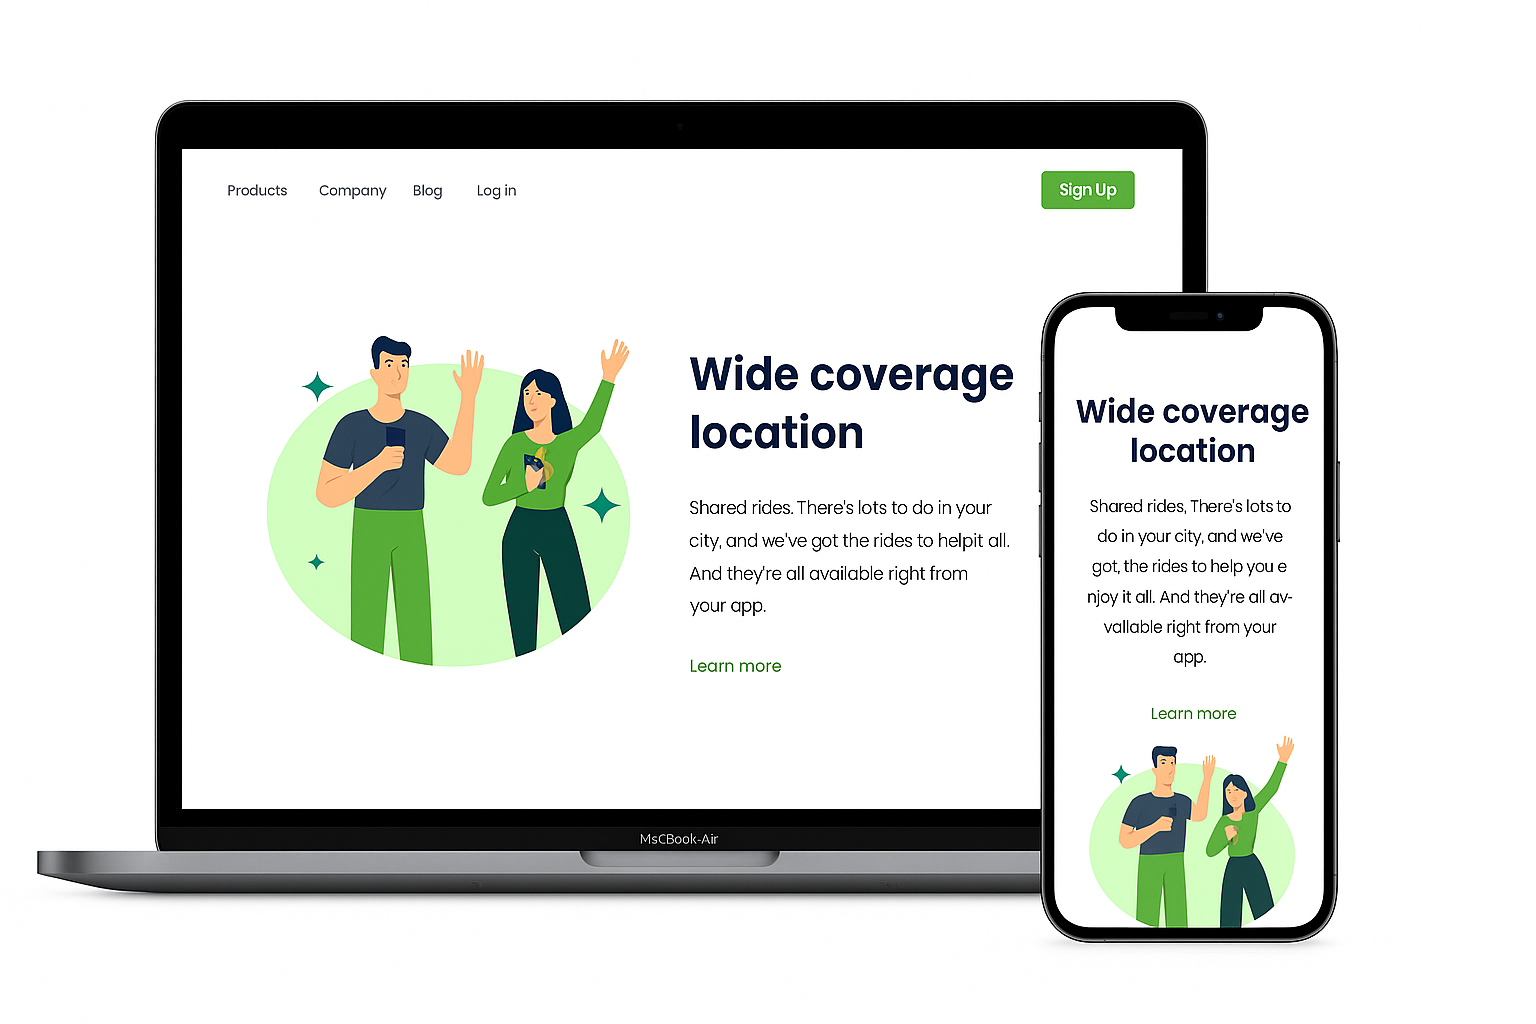 Products Company Blog Log in Sign Up
Wide coverage
location
Shared rides. There's lots to do in your
city, and we've got the rides to helpit all.
And they're all available right from
your app.
Learn more
MsCBook-Air
Wide coverage
location
Shared rides, There's lots to
do in your city, and we've
got, the rides to help you e
njoy it all. And they're all av-
vallable right from your
app.
Learn more